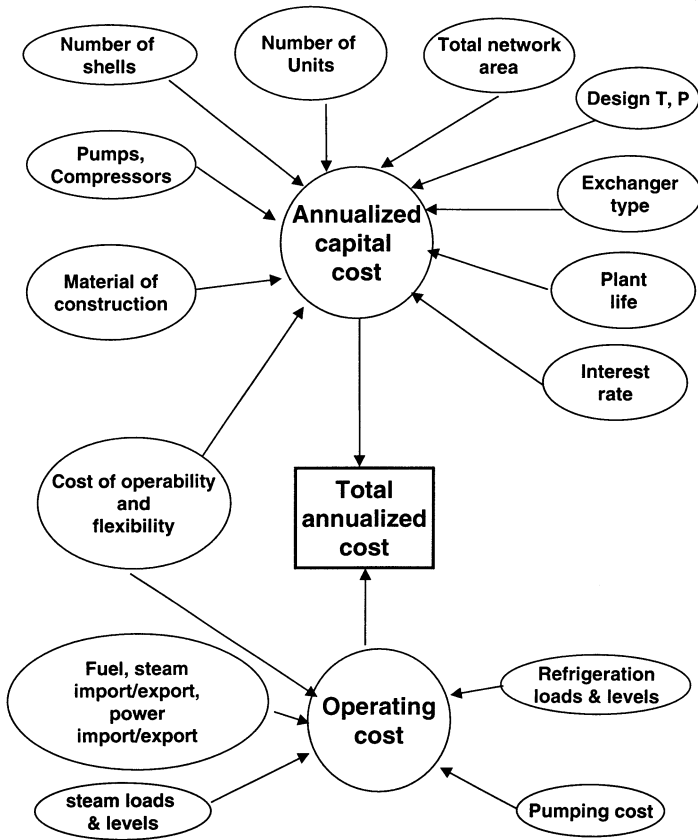 Number of
shells
Number of
Units
Total network
area
Design T, P
Pumps,
Compressors
Exchanger
type
Annualized
capital
cost
Material of
construction
Plant
life
Interest
rate
Cost of operability
and
flexibility
Total
annualized
cost
Fuel, steam
import/export,
power
import/export
Operating
cost
Refrigeration
loads & levels
steam loads
& levels
Pumping cost